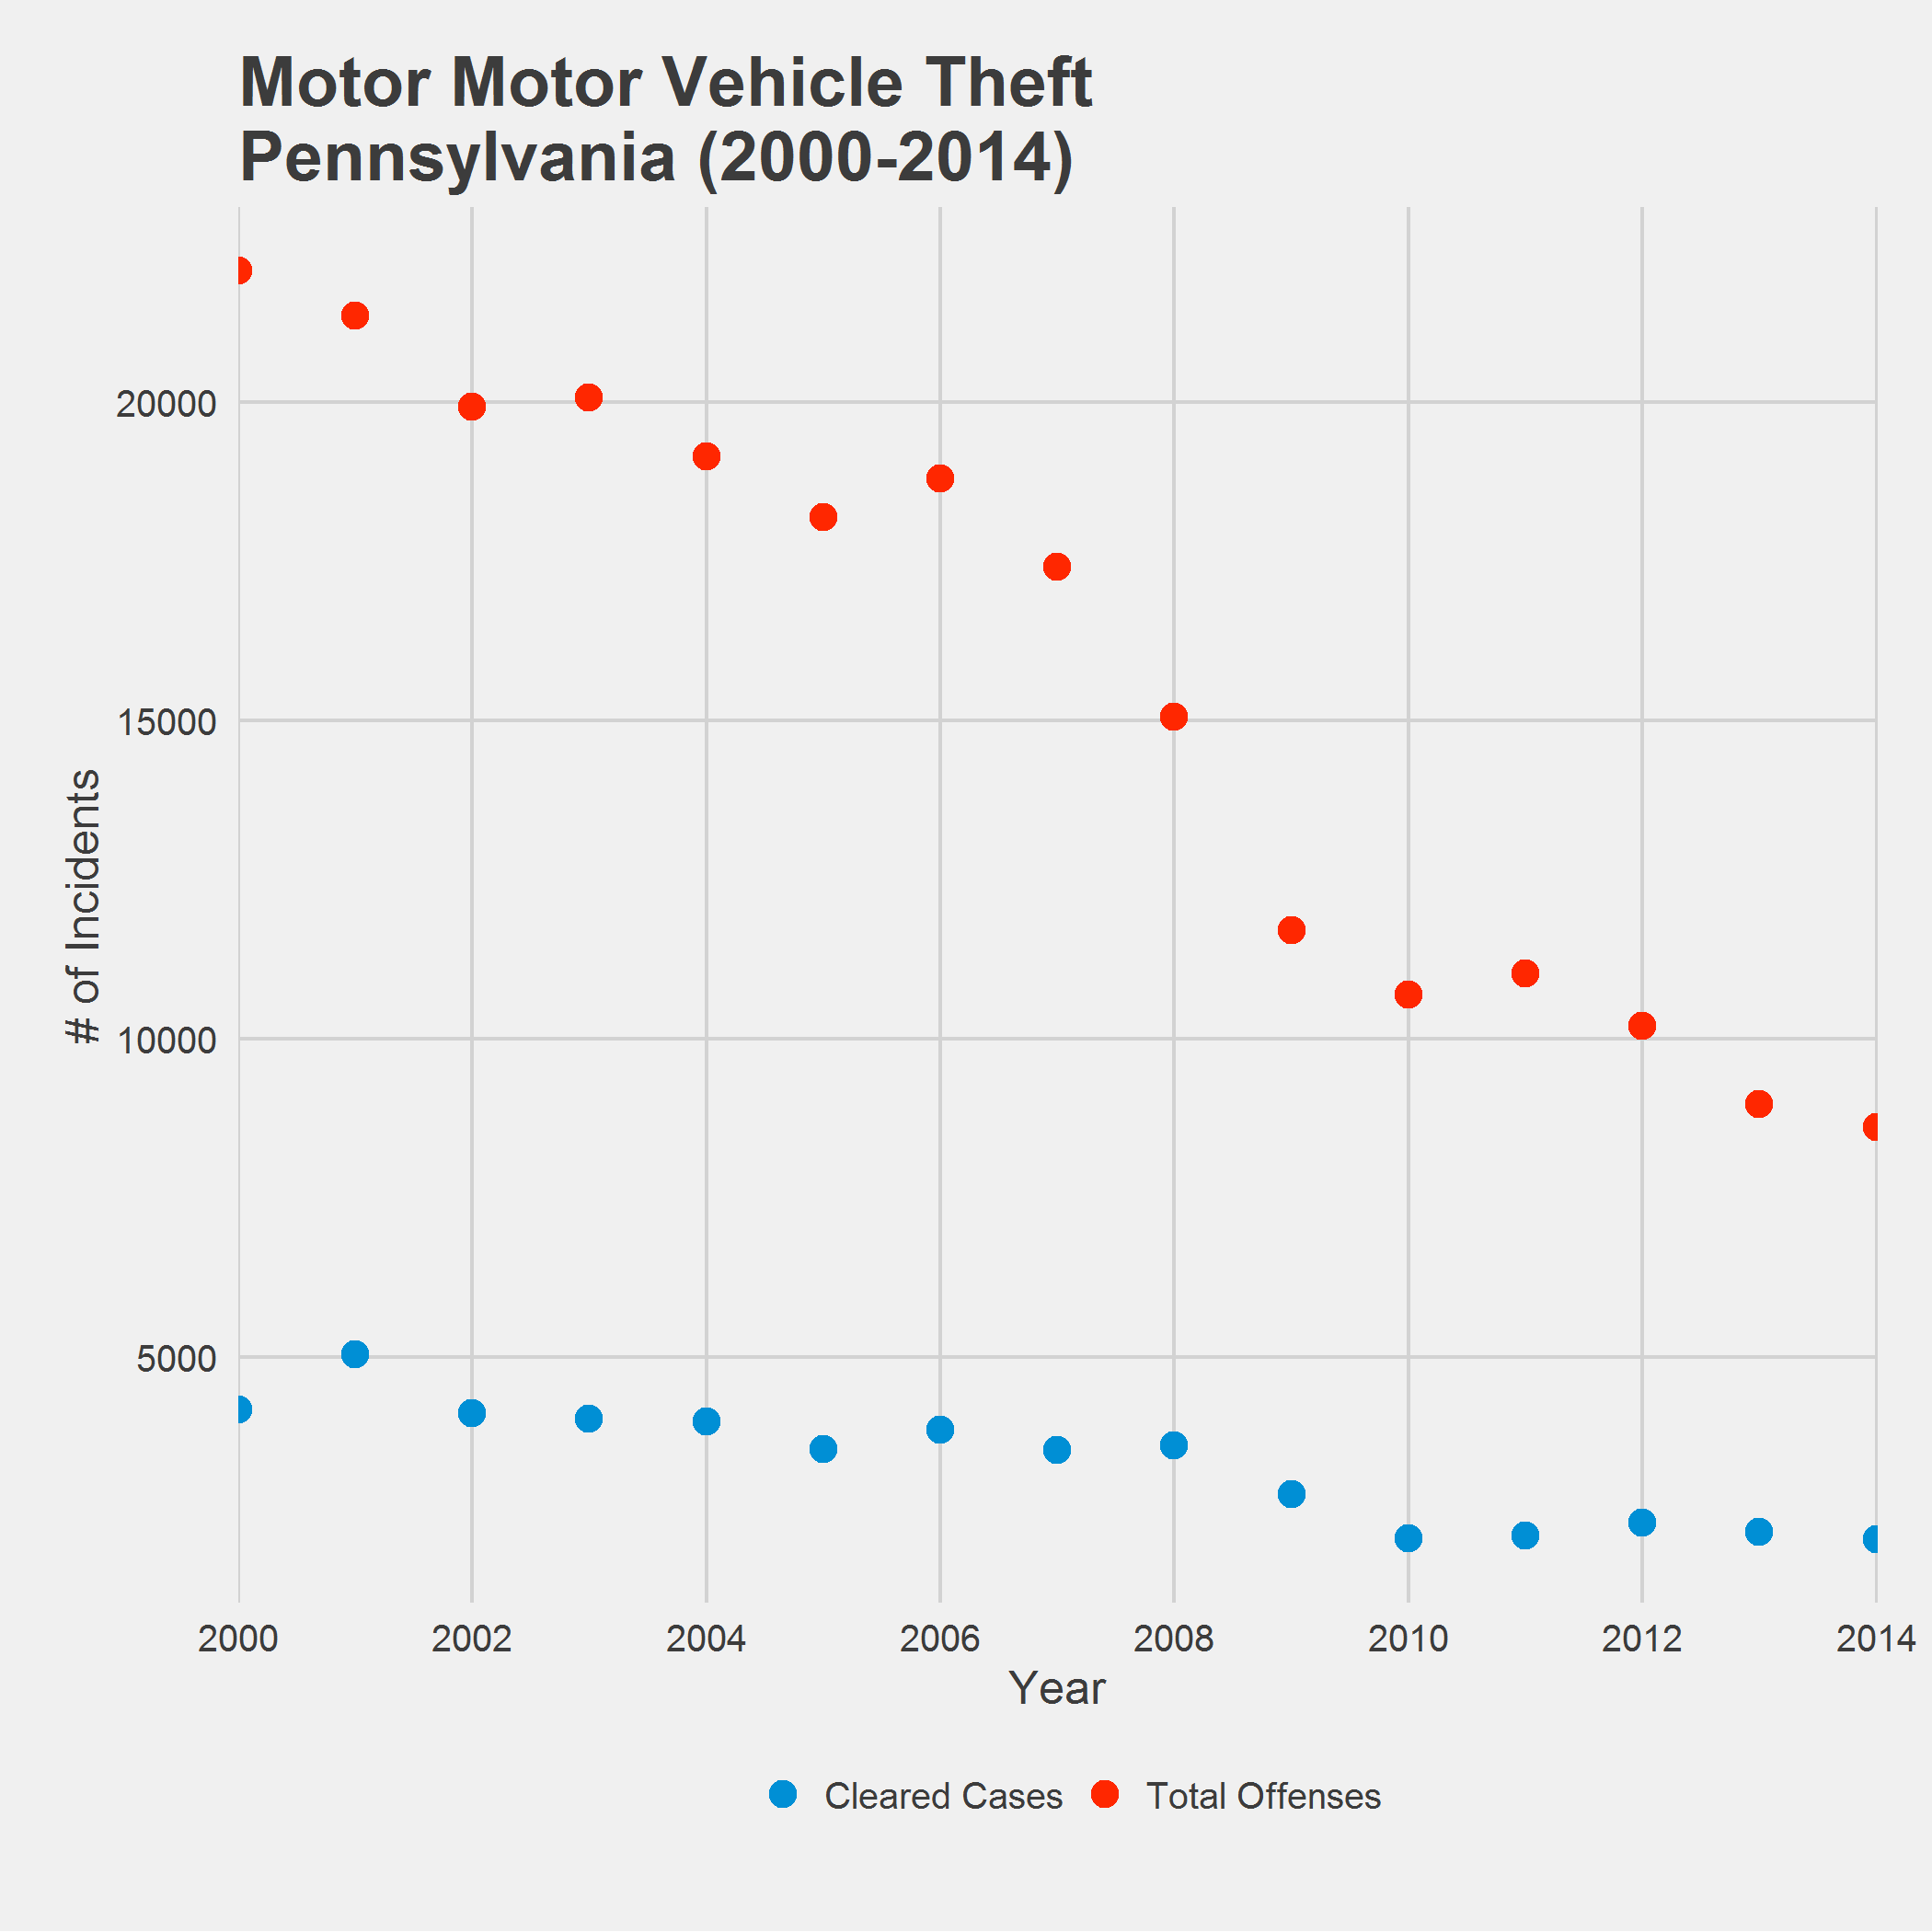 Motor Motor Vehicle Theft
Pennsylvania (2000-2014)
20000
15000
10000
5000
# of Incidents
2000 2002 2004 2006 2008 2010 2012 2014
Year
Cleared Cases Total Offenses